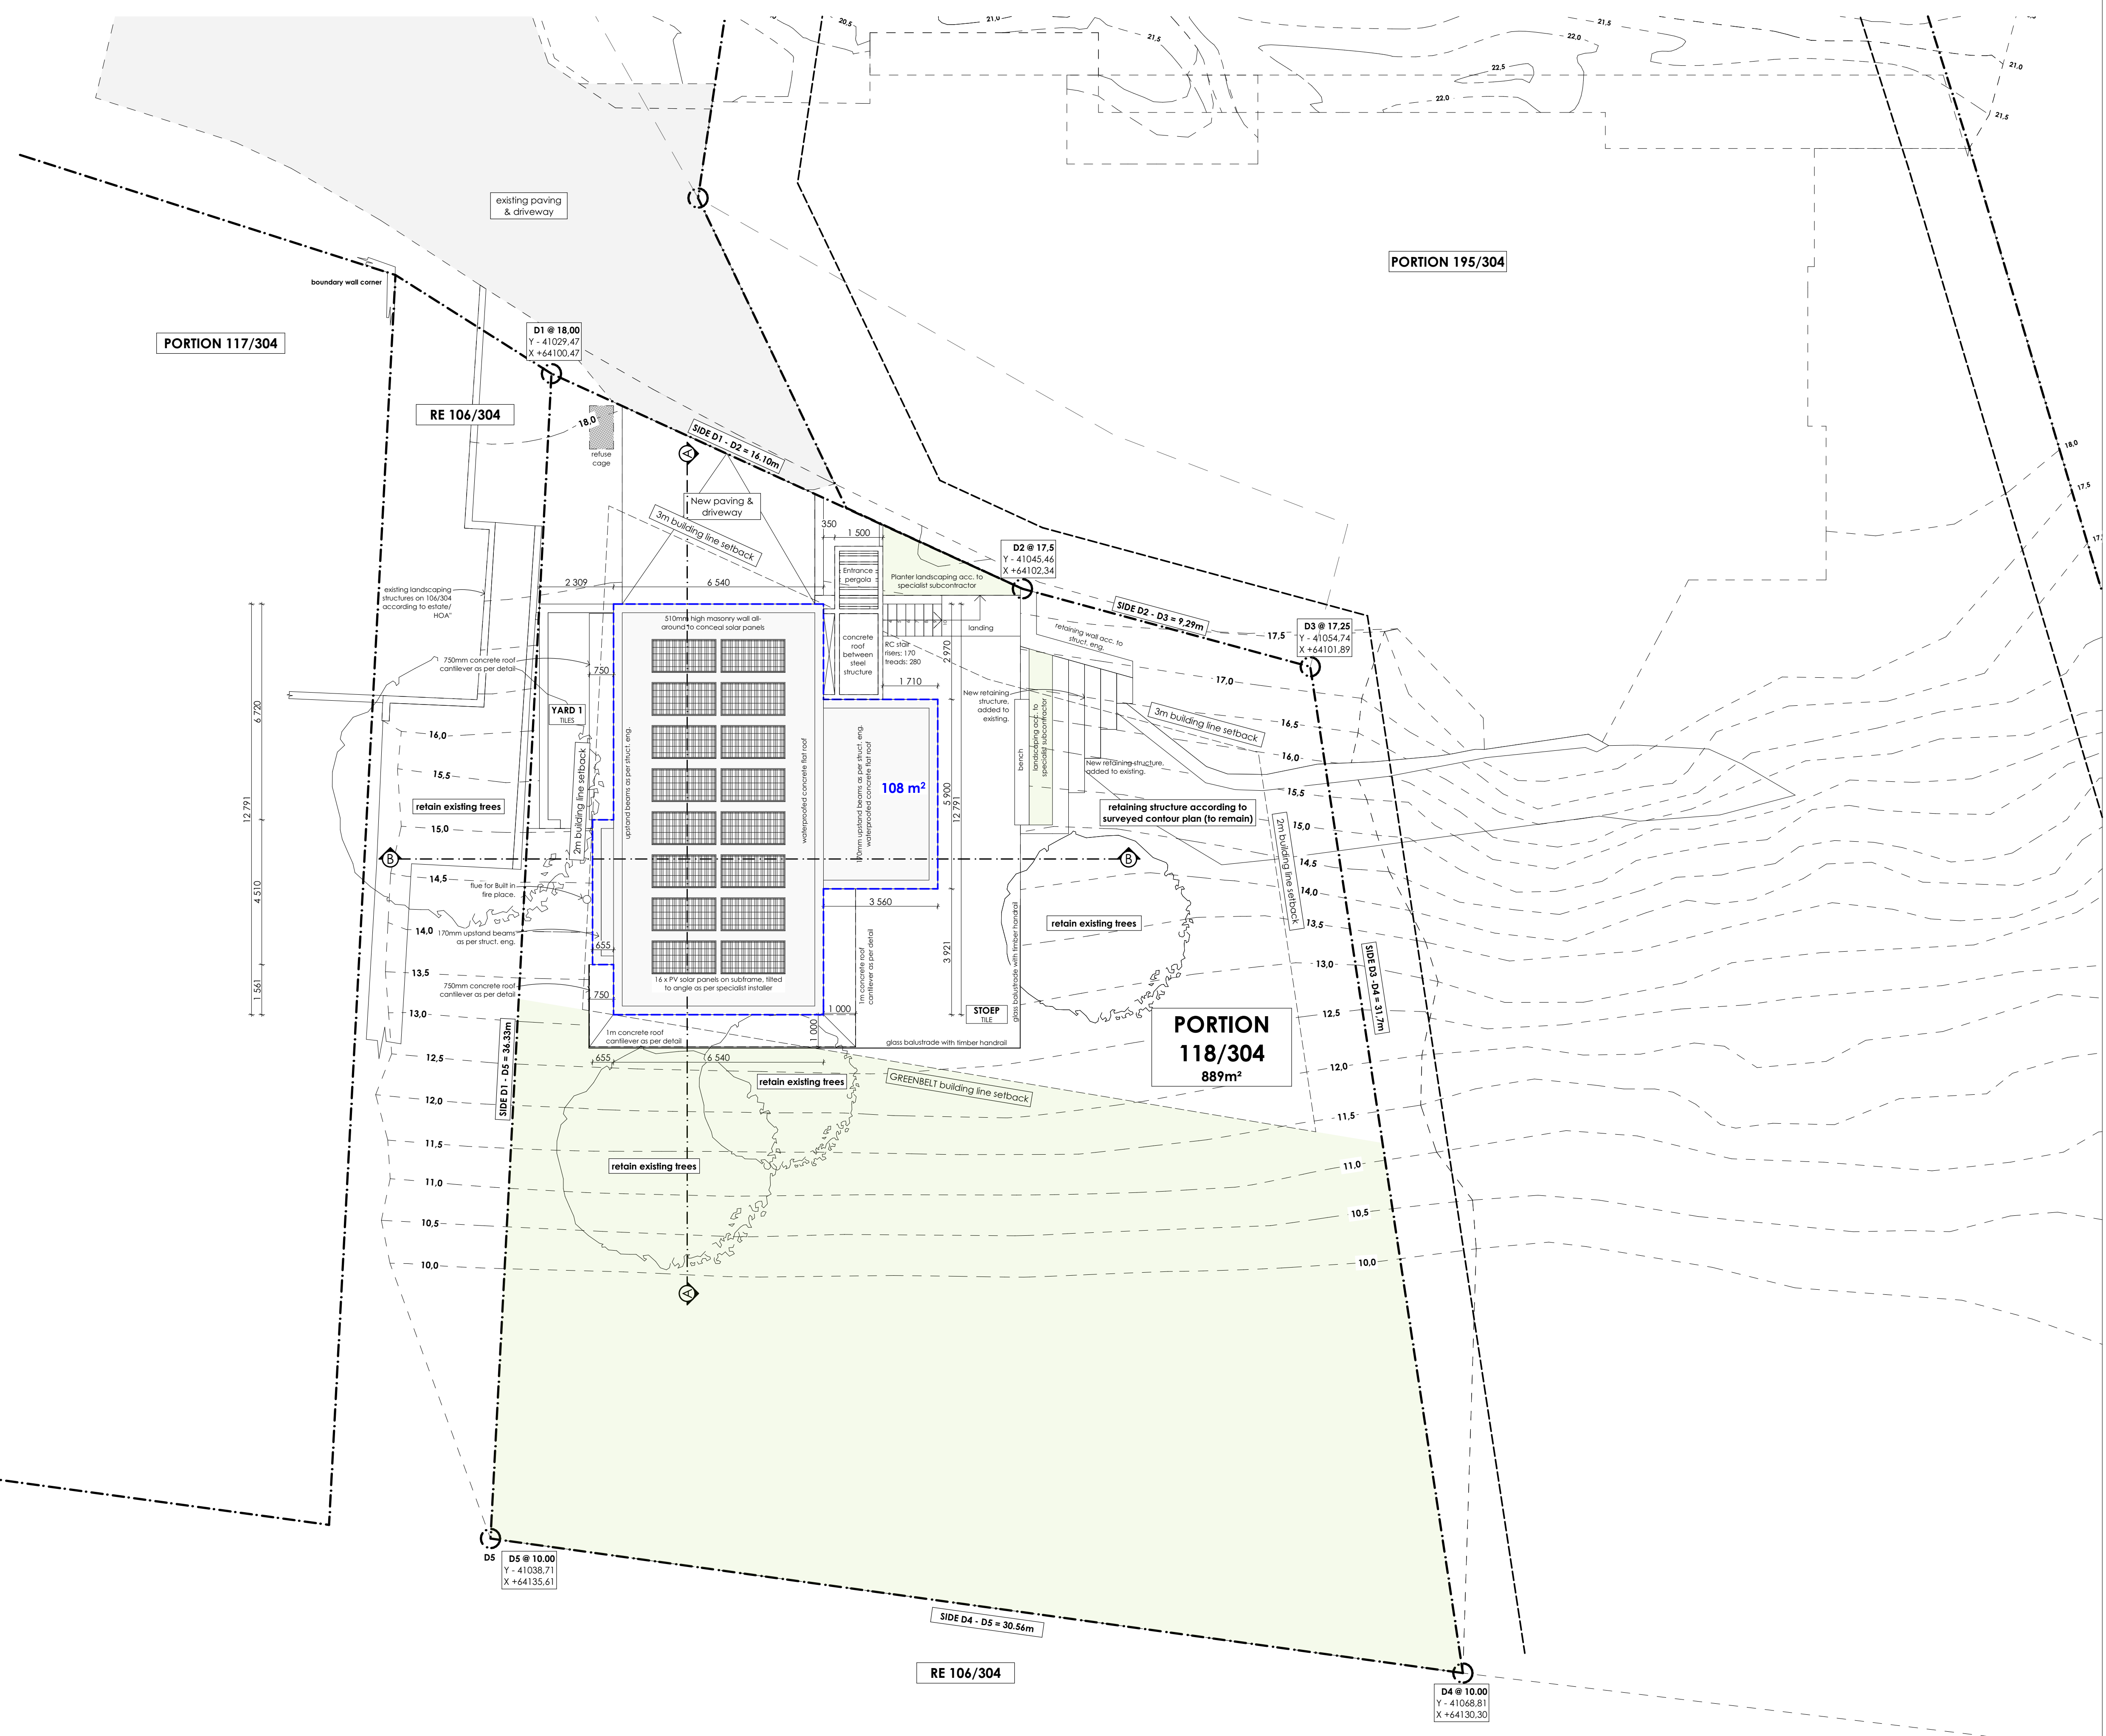 20,5
21,0
21,5
21,5
22,0
22,5
22,0
21,0
21,5
existing paving
& driveway
PORTION 195/304
boundary wall corner
PORTION 117/304
D1 @ 18,00
Y - 41029,47
X +64100,47
RE 106/304
18,0
refuse
cage
SIDE D1 - D2 = 16.10m
A
New paving &
driveway
3m building line setback
350
1 500
Entrance
pergola
Planter landscaping acc. to
specialist subcontractor
D2 @ 17,5
Y - 41045,46
X +64102,34
18,0
17,5
2 309
6 540
existing landscaping
structures on 106/304
according to estate/
HOA"
510mm high masonry wall all-
around to conceal solar panels
concrete
roof
between
steel
structure
RC stair
risers: 170
treads: 280
landing
2 970
1 710
retaining wall acc. to
struct. eng.
SIDE D2 - D3 = 9,29m
17,5
D3 @ 17,25
Y - 41054,74
X +64101,89
17,0
750mm concrete roof
cantilever as per detail
750
YARD 1
TILES
New retaining
structure,
added to
existing.
landscaping acc. to
specialist subcontractor
bench
3m building line setback
16,5
16,0
New retaining structure,
added to existing.
6 720
12 791
4 510
1 561
16,0
15,5
retain existing trees
15,0
2m building line setback
upstand beams as per struct. eng.
waterproofed concrete flat roof
170mm upstand beams as per struct. eng.
waterproofed concrete flat roof
108 m²
5 900
12 791
3 921
retaining structure according to
surveyed contour plan (to remain)
15,5
15,0
14,5
14,0
13,5
2m building line setback
B
B
14,5
flue for Built in
fire place.
14,0
170mm upstand beams
as per struct. eng.
655
3 560
retain existing trees
1m concrete roof
cantilever as per detail
glass balustrade with timber handrail
13,5
750mm concrete roof
cantilever as per detail
750
16 x PV solar panels on subframe, tilted
to angle as per specialist installer
1 000
1 000
STOEP
TILE
13,0
13,0
SIDE D3 - D4 = 31,7m
12,5
SIDE D1 - D5 = 36.33m
1m concrete roof
cantilever as per detail
glass balustrade with timber handrail
PORTION
118/304
889m²
12,5
655
6 540
12,0
retain existing trees
GREENBELT building line setback
12,0
11,5
11,5
retain existing trees
11,0
11,0
10,5
10,5
10,0
10,0
A
D5
D5 @ 10.00
Y - 41038,71
X +64135,61
SIDE D4 - D5 = 30.56m
RE 106/304
D4 @ 10.00
Y - 41068,81
X +64130,30